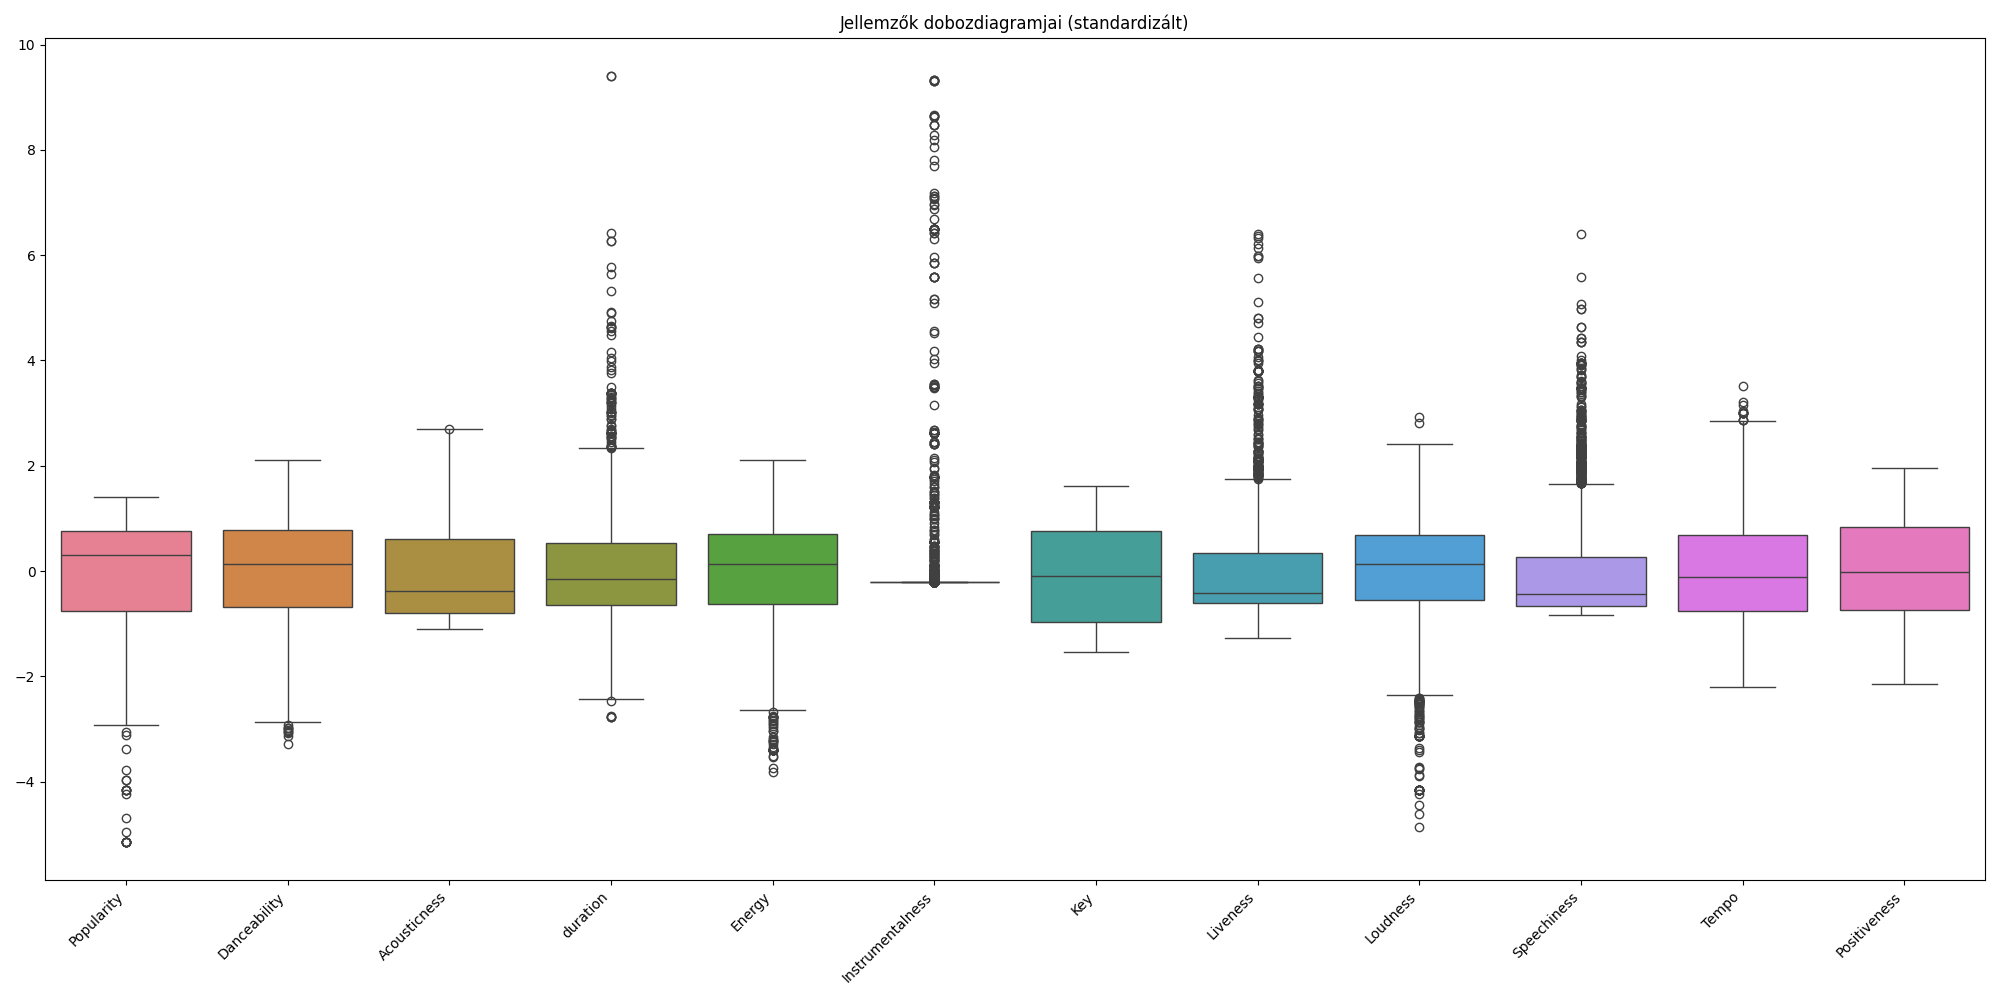 Jellemzők dobozdiagramjai (standardizált)
10
8
6
4
2
0
−2
−4
Popularity
Danceability
Acousticness
duration
Energy
Instrumentalness
Key
Liveness
Loudness
Speechiness
Tempo
Positiveness